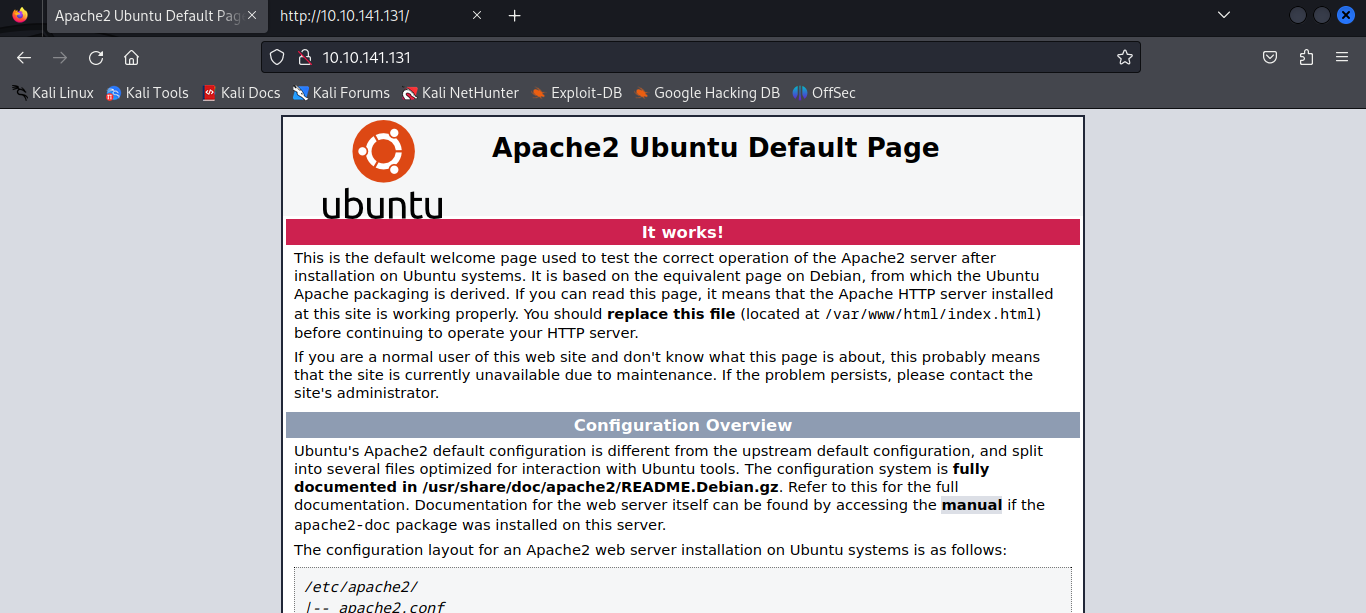 Apache2 Ubuntu Default Pag
http://10.10.141.131/
10.10.141.131
Kali Linux Kali Tools Kali Docs Kali Forums Kali NetHunter Exploit-DB Google Hacking DB OffSec
ubuntu
Apache2 Ubuntu Default Page
It works!
This is the default welcome page used to test the correct operation of the Apache2 server after
installation on Ubuntu systems. It is based on the equivalent page on Debian, from which the Ubuntu
Apache packaging is derived. If you can read this page, it means that the Apache HTTP server installed
at this site is working properly. You should replace this file (located at /var/www/html/index.html)
before continuing to operate your HTTP server.
If you are a normal user of this web site and don't know what this page is about, this probably means
that the site is currently unavailable due to maintenance. If the problem persists, please contact the
site's administrator.
Configuration Overview
Ubuntu's Apache2 default configuration is different from the upstream default configuration, and split
into several files optimized for interaction with Ubuntu tools. The configuration system is fully
documented in /usr/share/doc/apache2/README.Debian.gz. Refer to this for the full
documentation. Documentation for the web server itself can be found by accessing the manual if the
apache2-doc package was installed on this server.
The configuration layout for an Apache2 web server installation on Ubuntu systems is as follows:
/etc/apache2/
|-- apache2.conf